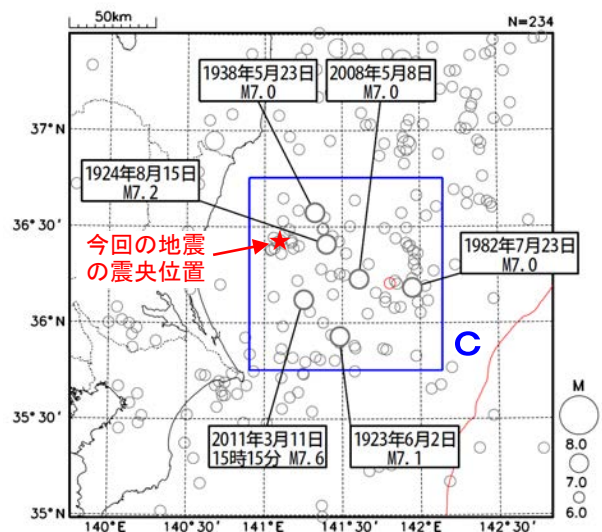 50km
N=234
1938年5月23日
M7.0
2008年5月8日
M7.0
37°N
1924年8月15日
M7.2
36°30′
今回の地震
の震央位置
1982年7月23日
M7.0
36°N
C
35°30′
2011年3月11日
15時15分 M7.6
1923年6月2日
M7.1
M
8.0
7.0
6.0
35°N
140°E
140°30′
141°E
141°30′
142°E
142°30′